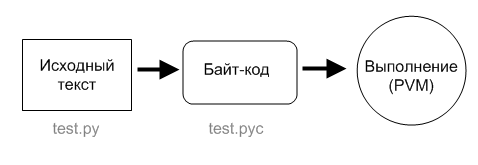 Исходный
текст
Байт-код
Выполнение
(PVM)
test.py
test.pyc